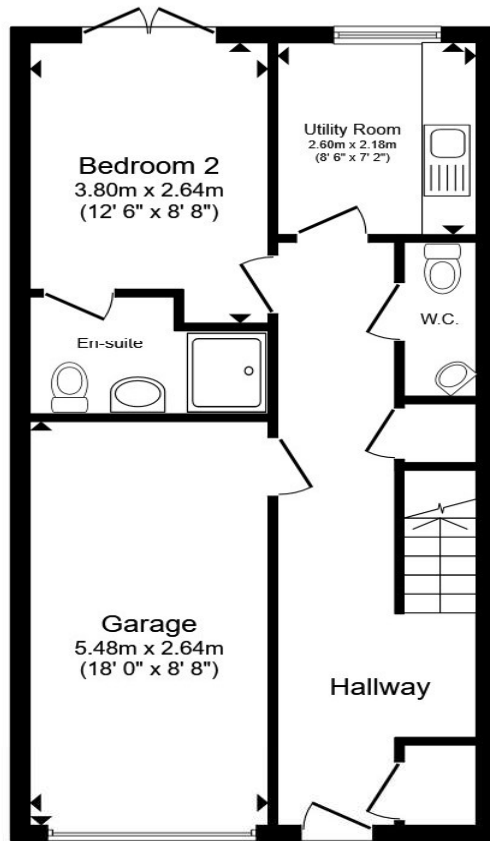 Utility Room
2.60m x 2.18m
(8' 6" x 7' 2")
Bedroom 2
3.80m x 2.64m
(12' 6" x 8' 8")
W.C.
En-suite
Garage
5.48m x 2.64m
(18' 0" x 8' 8")
Hallway